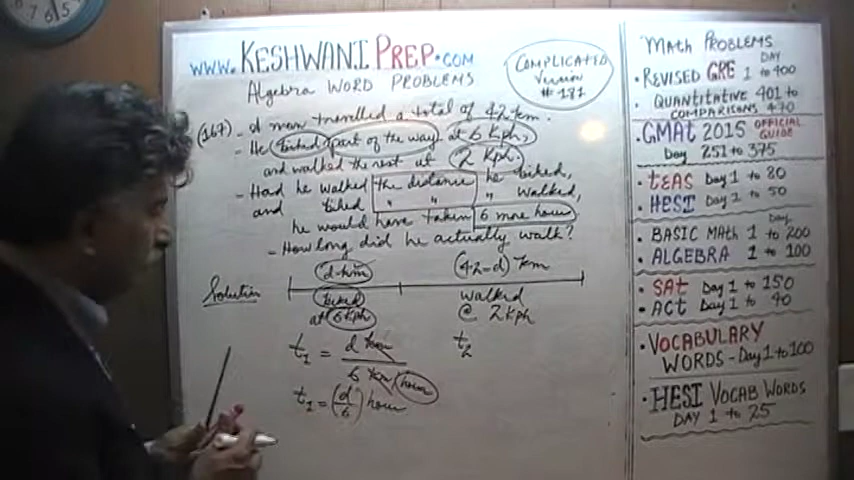 WWW. KESHWANI PREP.COM
Algebra WORD PROBLEMS
COMPLICATED
Version
# 181
(167) - A man travelled a total of 42 km.
- He biked part of the way at 6 Kph,
and walked the rest at 2 Kph.
- Had he walked the distance he biked,
and biked " " " walked,
he would have taken 6 more hours
- How long did he actually walk?
Solution
d km
(42-d) km
biked
at 6 Kph
walked
@ 2 Kph
t1 = d km
6 km hour
t2
t1 = (d/6) hour
Math PROBLEMS
DAY
• REVISED GRE 1 to 400
• QUANTITATIVE 401 to
COMPARISONS 470
• GMAT 2015 OFFICIAL
GUIDE
Day 251 to 375
• TEAS Day 1 to 80
• HESI Day 1 to 50
Day
• BASIC MATH 1 to 200
• ALGEBRA 1 to 100
• SAt Day 1 to 150
• ACT Day 1 to 90
• VOCABULARY
WORDS - Day 1 to 100
• HESI VOCAB WORDS
DAY 1 to 25
7 6 5